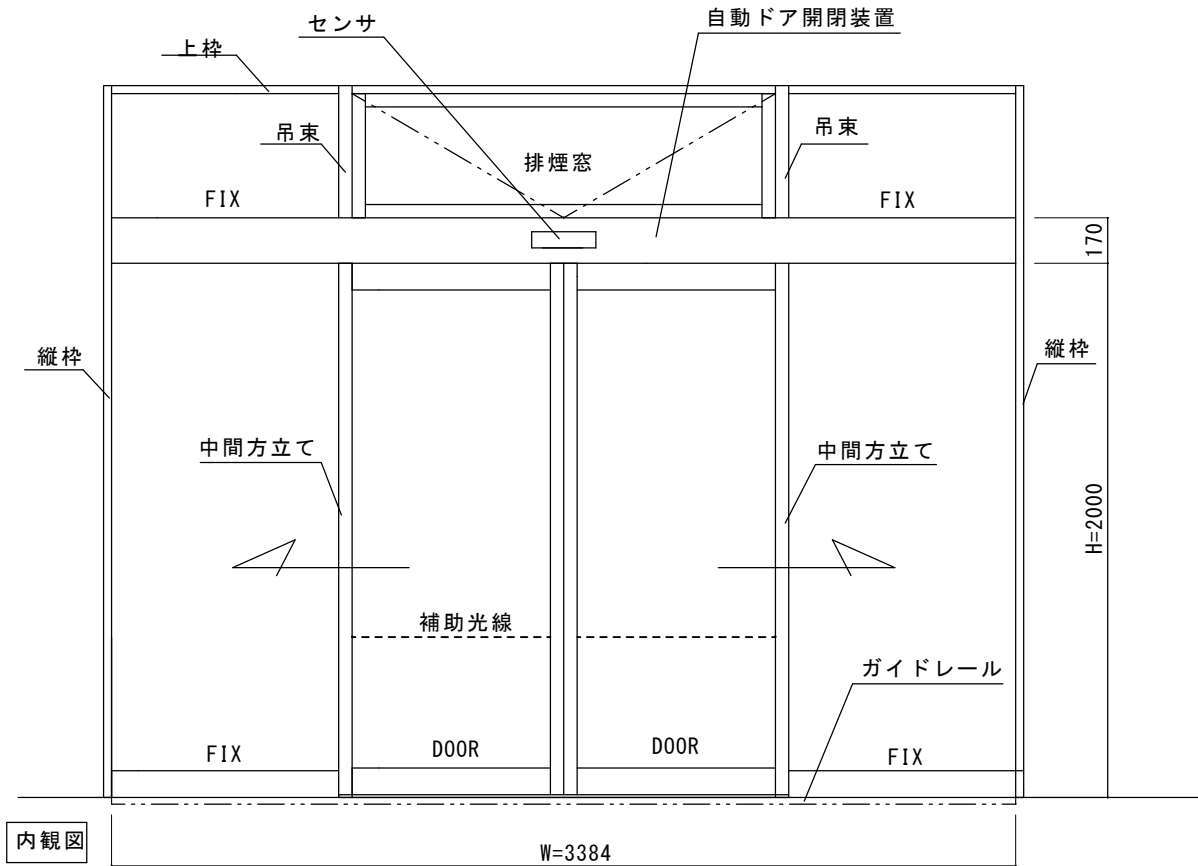 センサ
自動ドア開閉装置
上枠
吊束
吊束
排煙窓
FIX
FIX
170
縦枠
縦枠
中間方立て
中間方立て
H=2000
補助光線
ガイドレール
FIX
DOOR
DOOR
FIX
内観図
W=3384